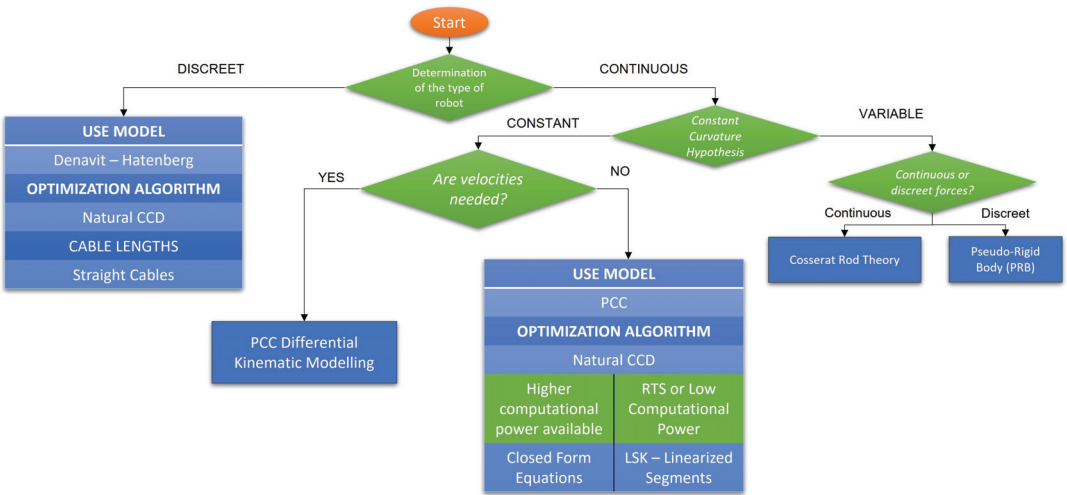 Start
DISCREET
Determination
of the type of
robot
CONTINUOUS
USE MODEL
Denavit – Hatenberg
OPTIMIZATION ALGORITHM
Natural CCD
CABLE LENGTHS
Straight Cables
CONSTANT
Constant
Curvature
Hypothesis
VARIABLE
YES
Are velocities
needed?
NO
Continuous or
discreet forces?
Continuous
Discreet
Cosserat Rod Theory
Pseudo-Rigid
Body (PRB)
PCC Differential
Kinematic Modelling
USE MODEL
PCC
OPTIMIZATION ALGORITHM
Natural CCD
Higher
computational
power available
RTS or Low
Computational
Power
Closed Form
Equations
LSK – Linearized
Segments